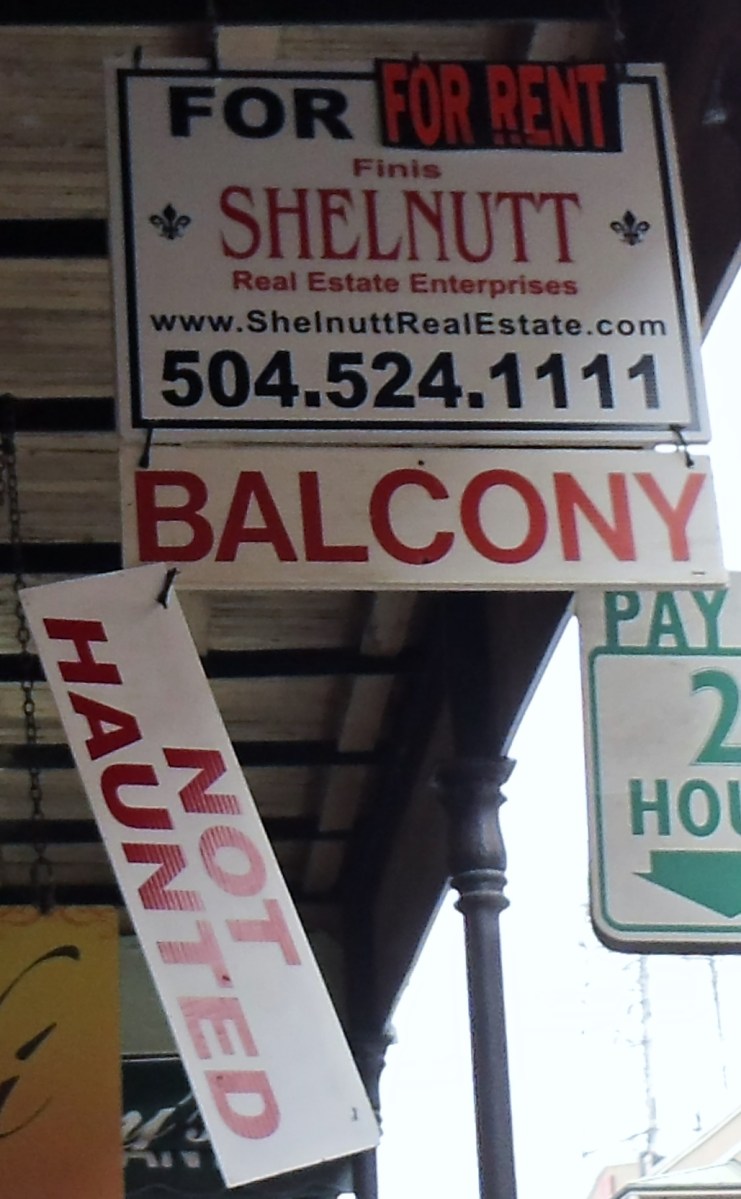 FOR FOR RENT
Finis
SHELNUTT
Real Estate Enterprises
www.ShelnuttRealEstate.com
504.524.1111
BALCONY
NOT
HAUNTED
PAY
2
HOU